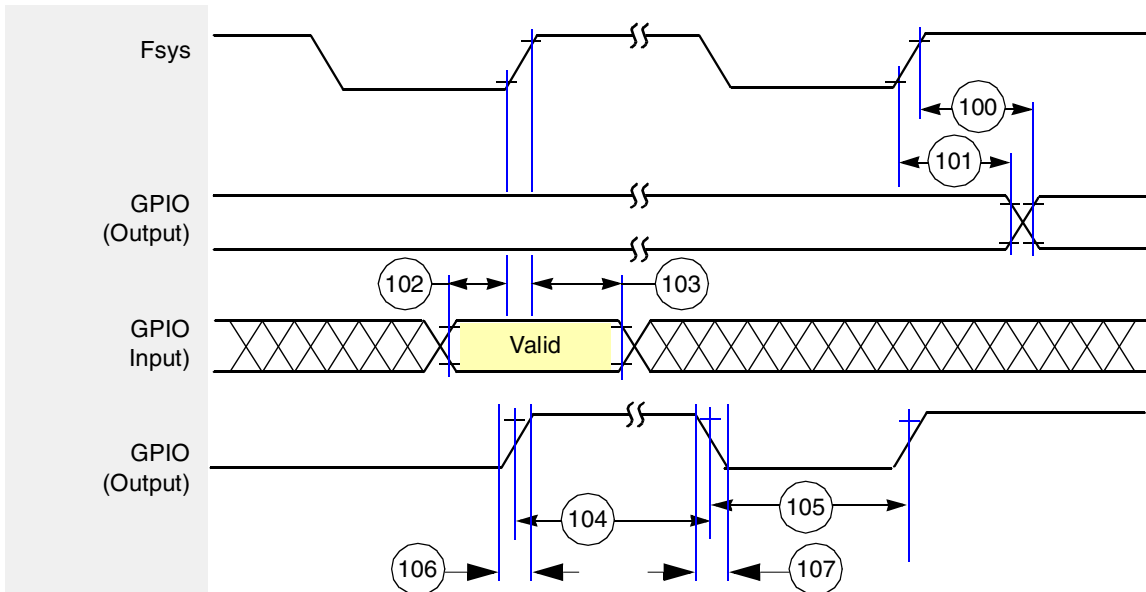 Fsys
100
101
GPIO
(Output)
102
103
GPIO
Input)
Valid
GPIO
(Output)
104
105
106
107